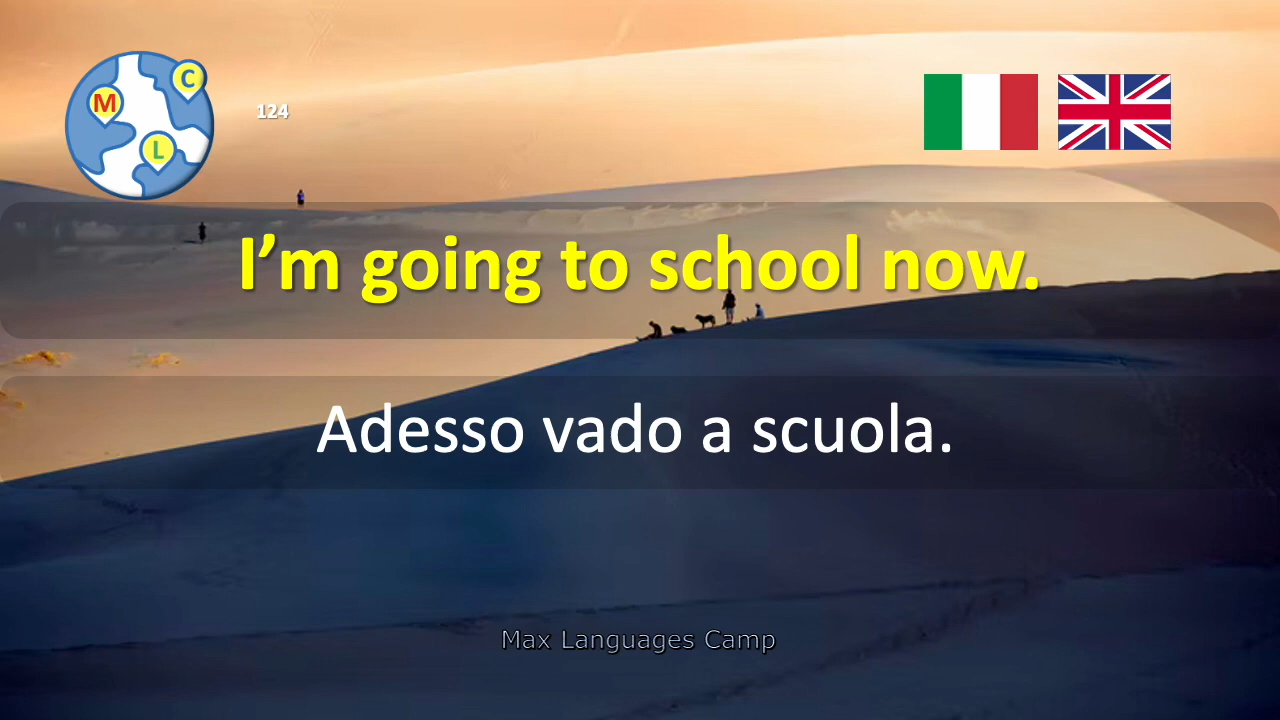 C
M
L
124
I’m going to school now.
Adesso vado a scuola.
Max Languages Camp